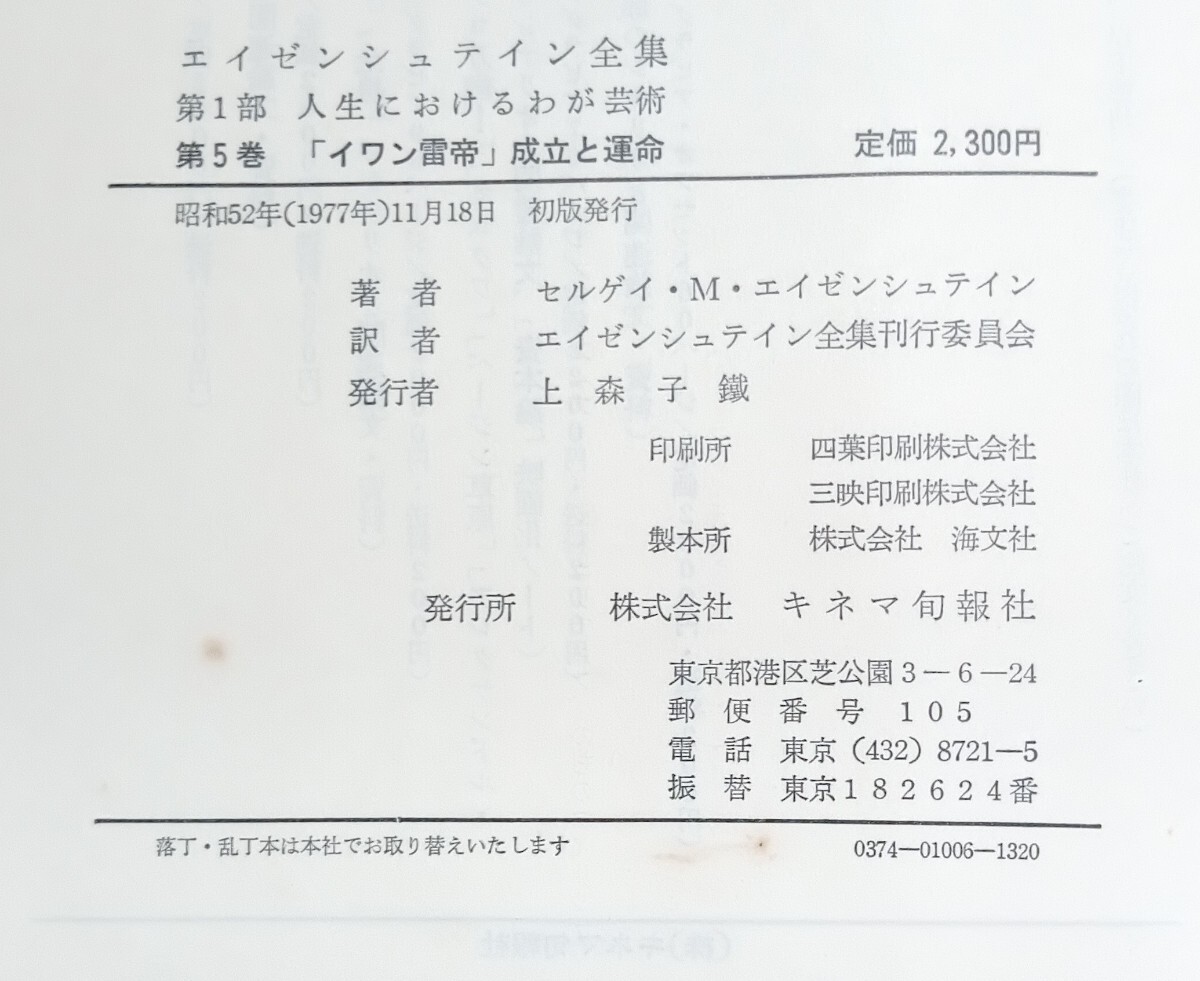 エイゼンシュテイン全集
第1部 人生におけるわが芸術
第5巻 「イワン雷帝」成立と運命 定価 2,300円
昭和52年(1977年)11月18日 初版発行
著者 セルゲイ・M・エイゼンシュテイン
訳者 エイゼンシュテイン全集刊行委員会
発行者 上森子鐵
印刷所 四葉印刷株式会社
三映印刷株式会社
製本所 株式会社 海文社
発行所 株式会社 キネマ旬報社
東京都港区芝公園3―6―24
郵便番号 105
電話 東京(432)8721―5
振替 東京182624番
落丁・乱丁本は本社でお取り替えいたします 0374―01006―1320
(株)キネマ旬報社